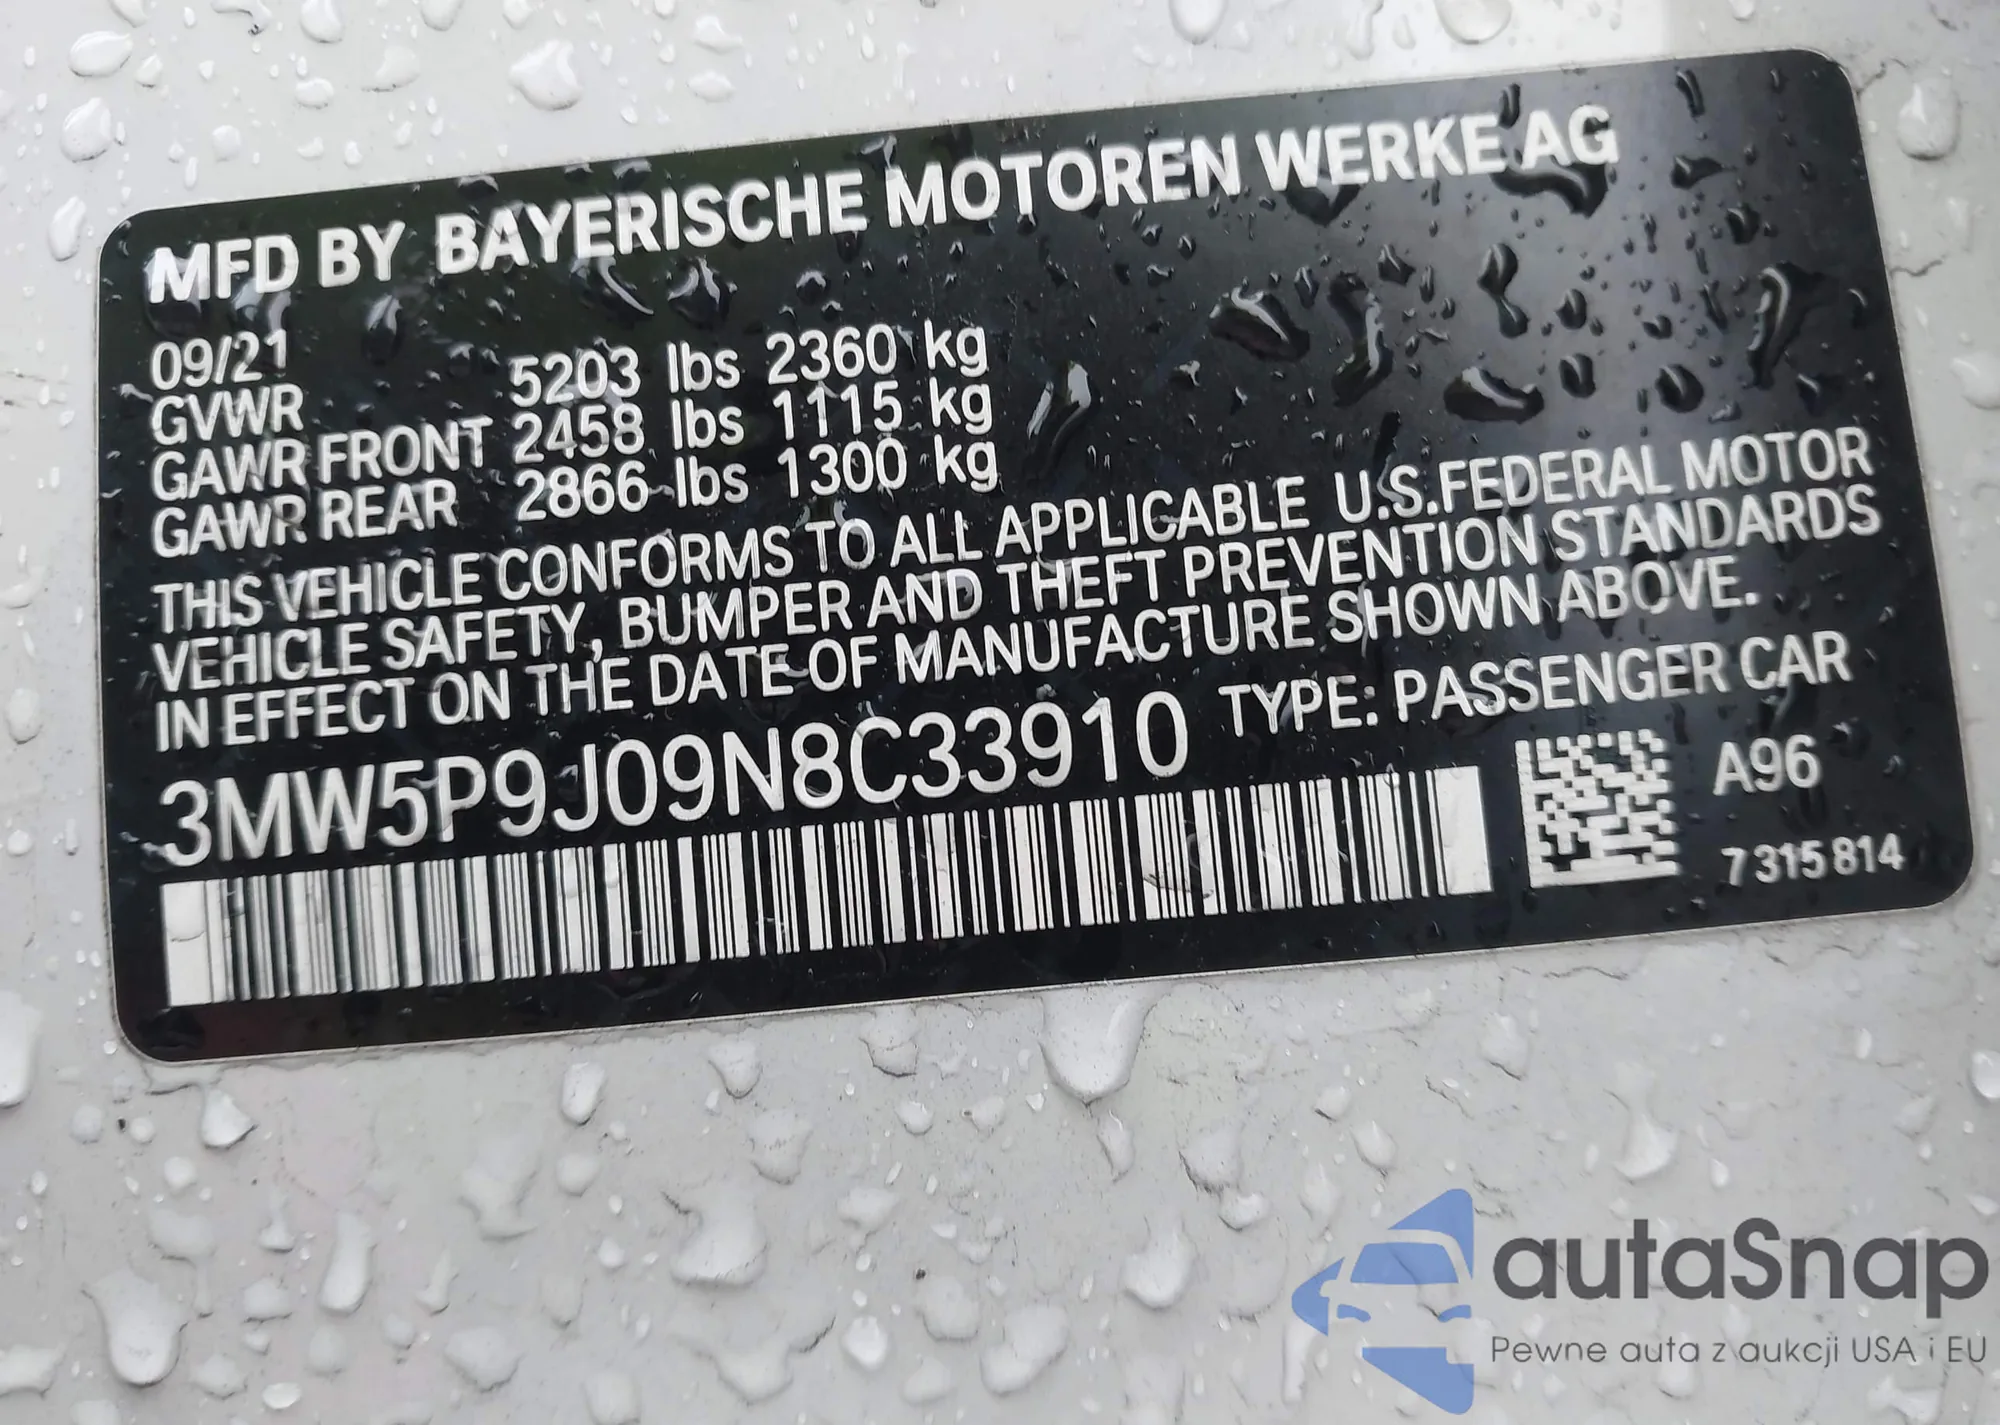 MFD BY BAYERISCHE MOTOREN WERKE AG
09/21
GVWR 5203 lbs 2360 kg
GAWR FRONT 2458 lbs 1115 kg
GAWR REAR 2866 lbs 1300 kg
THIS VEHICLE CONFORMS TO ALL APPLICABLE U.S.FEDERAL MOTOR
VEHICLE SAFETY, BUMPER AND THEFT PREVENTION STANDARDS
IN EFFECT ON THE DATE OF MANUFACTURE SHOWN ABOVE.
3MW5P9J09N8C33910 TYPE: PASSENGER CAR
A96
7 315 814
autaSnap
Pewne auta z aukcji USA i EU